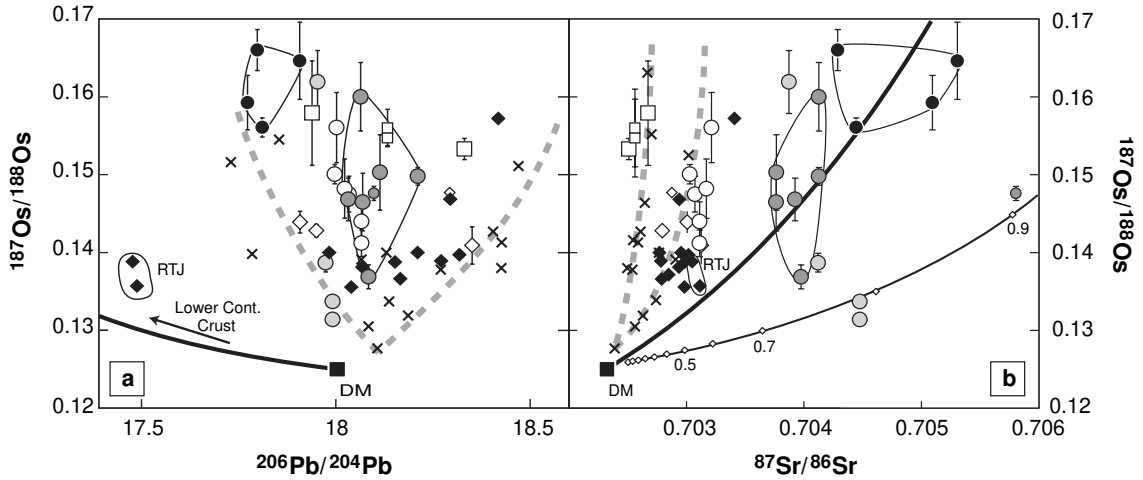 0.17
0.16
0.15
0.14
0.13
0.12
187Os/188Os
RTJ
Lower Cont.
Crust
a
DM
17.5
18
18.5
206Pb/204Pb
RTJ
0.9
0.7
0.5
DM
b
0.703
0.704
0.705
0.706
87Sr/86Sr
0.17
0.16
0.15
0.14
0.13
0.12
187Os/188Os